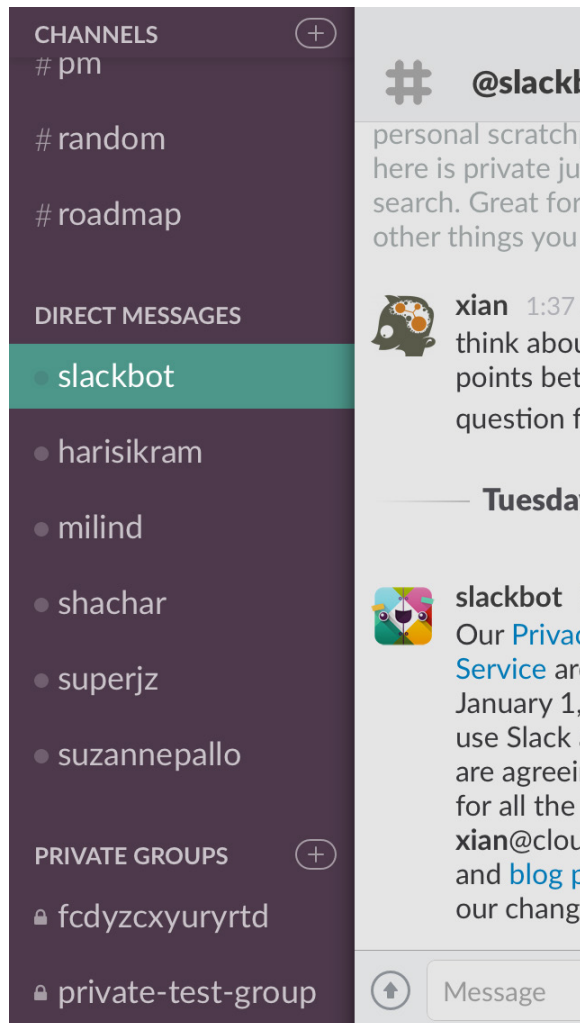 CHANNELS
# pm
# random
# roadmap
DIRECT MESSAGES
slackbot
harisikram
milind
shachar
superjz
suzannepallo
PRIVATE GROUPS
fcdyzcxyuryrtd
private-test-group
# @slackb
personal scratch
here is private ju
search. Great for
other things you
xian 1:37
think abou
points bet
question f
Tuesda
slackbot
Our Privac
Service are
January 1,
use Slack
are agreei
for all the
xian@clou
and blog p
our chang
Message